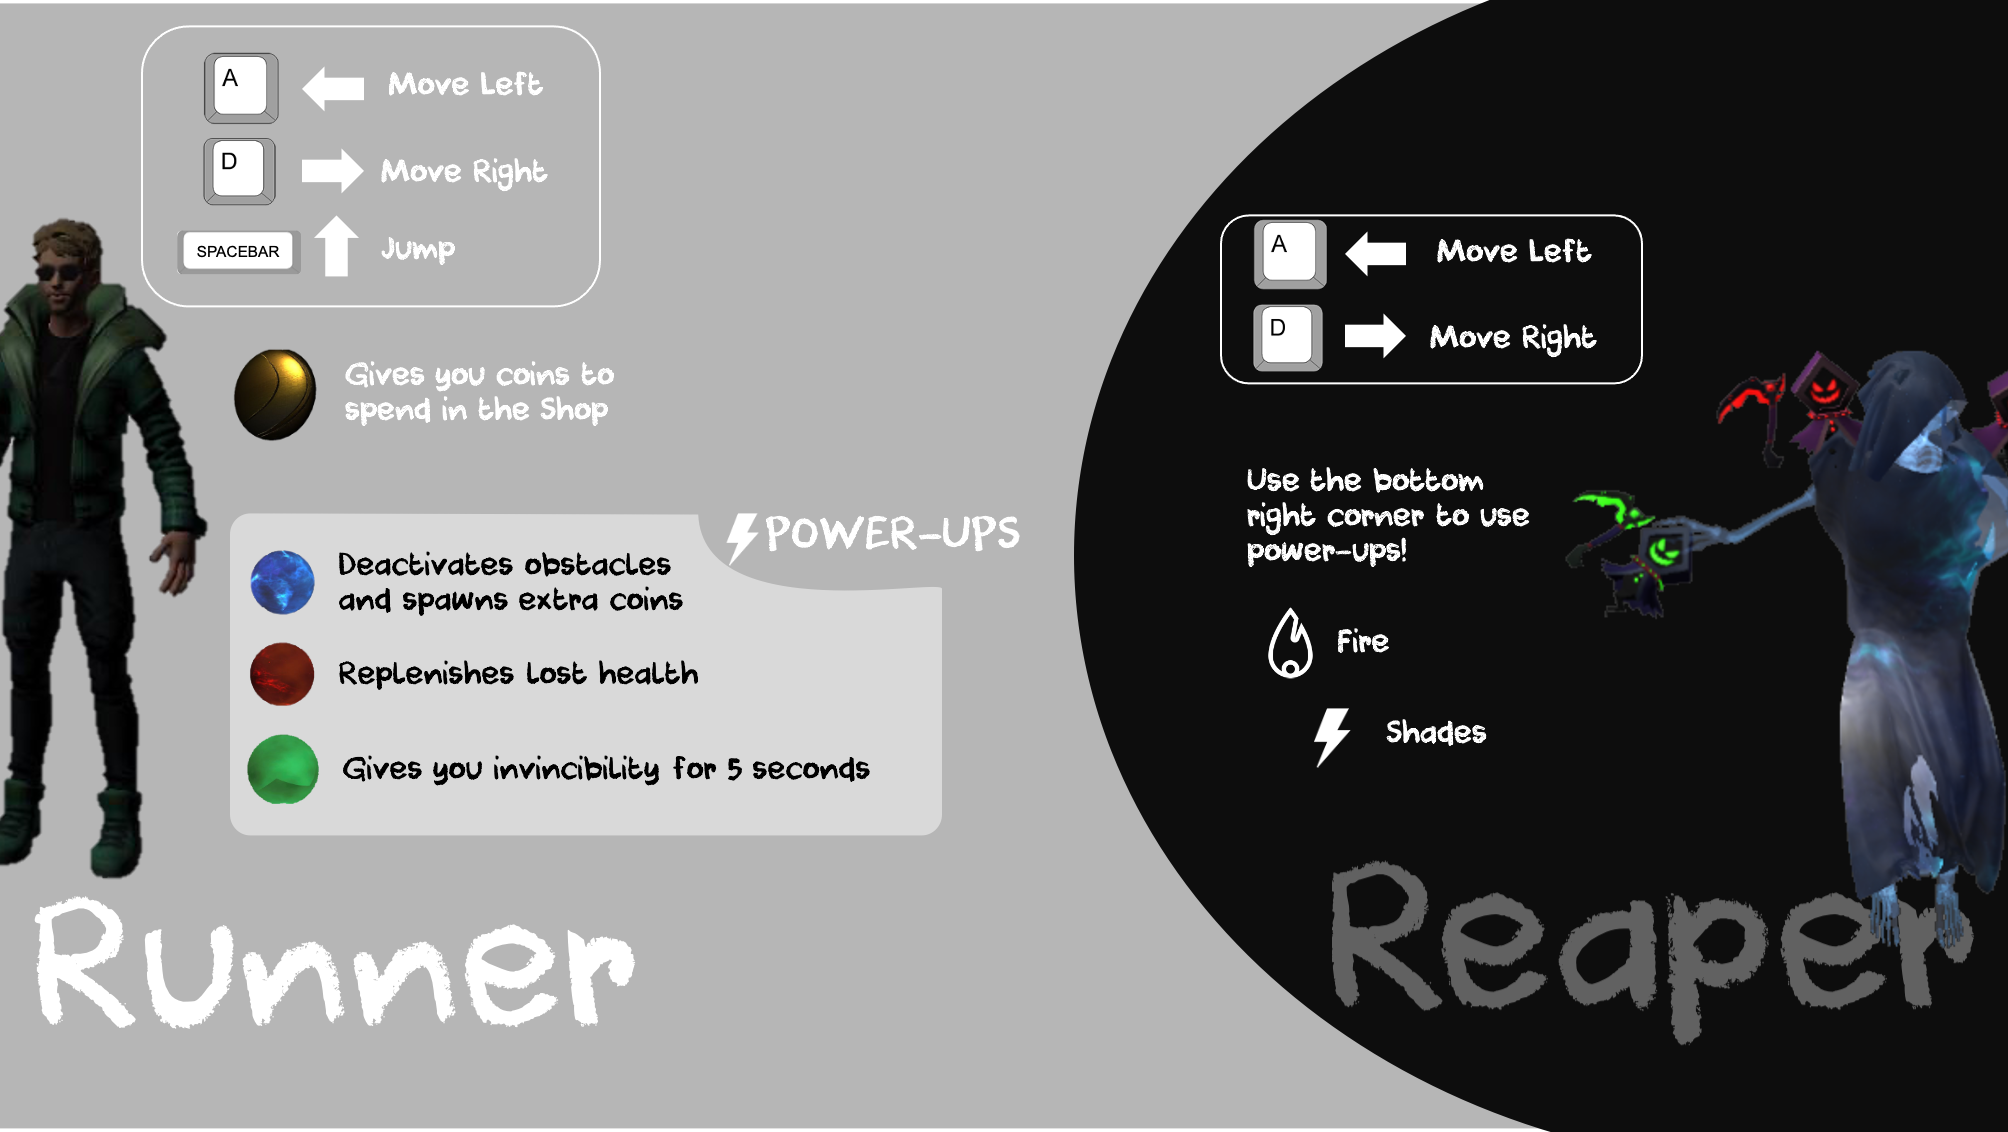 A
Move Left
D
Move Right
SPACEBAR
Jump
Gives you coins to
spend in the Shop
POWER-UPS
Deactivates obstacles
and spawns extra coins
Replenishes lost health
Gives you invincibility for 5 seconds
Runner
A
Move Left
D
Move Right
Use the bottom
right corner to use
power-ups!
Fire
Shades
Reaper